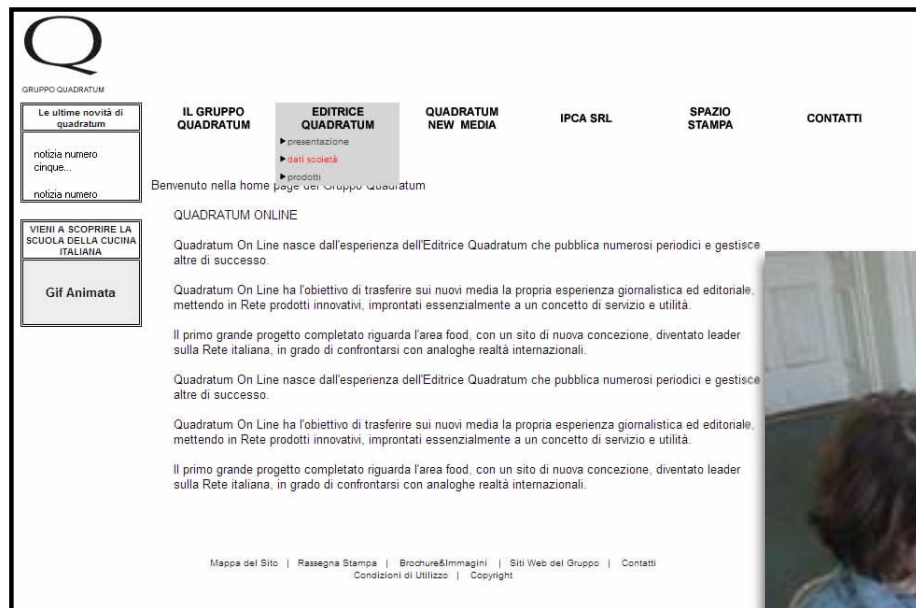 Q
GRUPPO QUADRATUM
Le ultime novità di
quadratum
notizia numero
cinque...
notizia numero
VIENI A SCOPRIRE LA
SCUOLA DELLA CUCINA
ITALIANA
Gif Animata
IL GRUPPO
QUADRATUM
EDITRICE
QUADRATUM
presentazione
dati società
prodotti
QUADRATUM
NEW MEDIA
IPCA SRL
SPAZIO
STAMPA
CONTATTI
Benvenuto nella home page del Gruppo Quadratum
QUADRATUM ONLINE
Quadratum On Line nasce dall'esperienza dell'Editrice Quadratum che pubblica numerosi periodici e gestisce
altre di successo.
Quadratum On Line ha l'obiettivo di trasferire sui nuovi media la propria esperienza giornalistica ed editoriale,
mettendo in Rete prodotti innovativi, improntati essenzialmente a un concetto di servizio e utilità.
Il primo grande progetto completato riguarda l'area food, con un sito di nuova concezione, diventato leader
sulla Rete italiana, in grado di confrontarsi con analoghe realtà internazionali.
Quadratum On Line nasce dall'esperienza dell'Editrice Quadratum che pubblica numerosi periodici e gestisce
altre di successo.
Quadratum On Line ha l'obiettivo di trasferire sui nuovi media la propria esperienza giornalistica ed editoriale,
mettendo in Rete prodotti innovativi, improntati essenzialmente a un concetto di servizio e utilità.
Il primo grande progetto completato riguarda l'area food, con un sito di nuova concezione, diventato leader
sulla Rete italiana, in grado di confrontarsi con analoghe realtà internazionali.
Mappa del Sito | Rassegna Stampa | Brochure&Immagini | Siti Web del Gruppo | Contatti
Condizioni di Utilizzo | Copyright